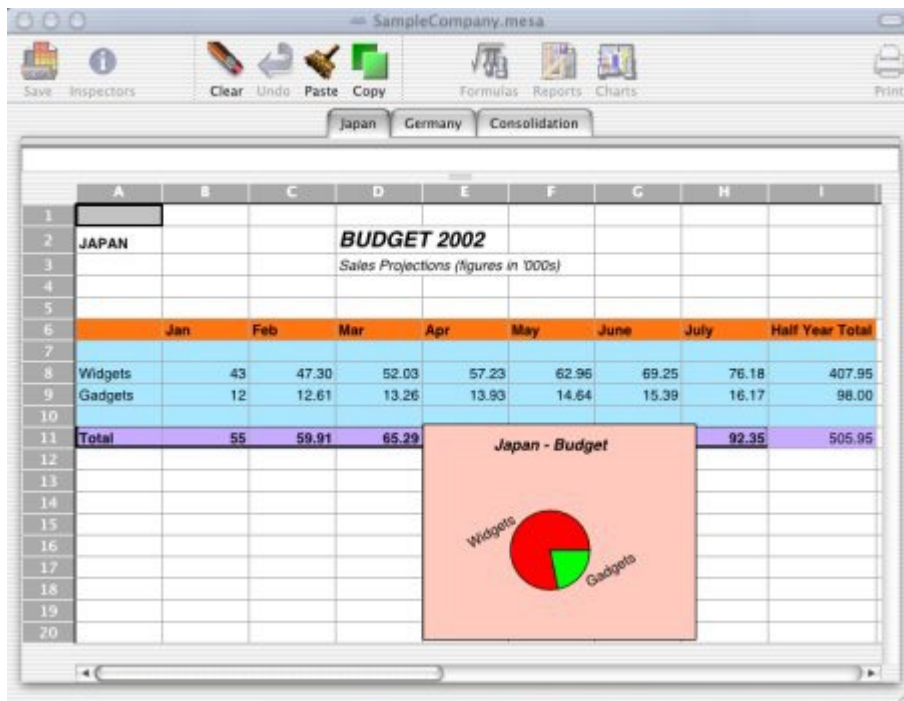 SampleCompany.mesa
Save Inspectors Clear Undo Paste Copy Formulas Reports Charts Print
Japan Germany Consolidation
A B C D E F G H I
1
2 JAPAN BUDGET 2002
3 Sales Projections (figures in '000s)
4
5
6 Jan Feb Mar Apr May June July Half Year Total
7
8 Widgets 43 47.30 52.03 57.23 62.96 69.25 76.18 407.95
9 Gadgets 12 12.61 13.26 13.93 14.64 15.39 16.17 98.00
10
11 Total 55 59.91 65.29 92.35 505.95
Japan - Budget
12
13
14
15
Widgets
16
17
Gadgets
18
19
20